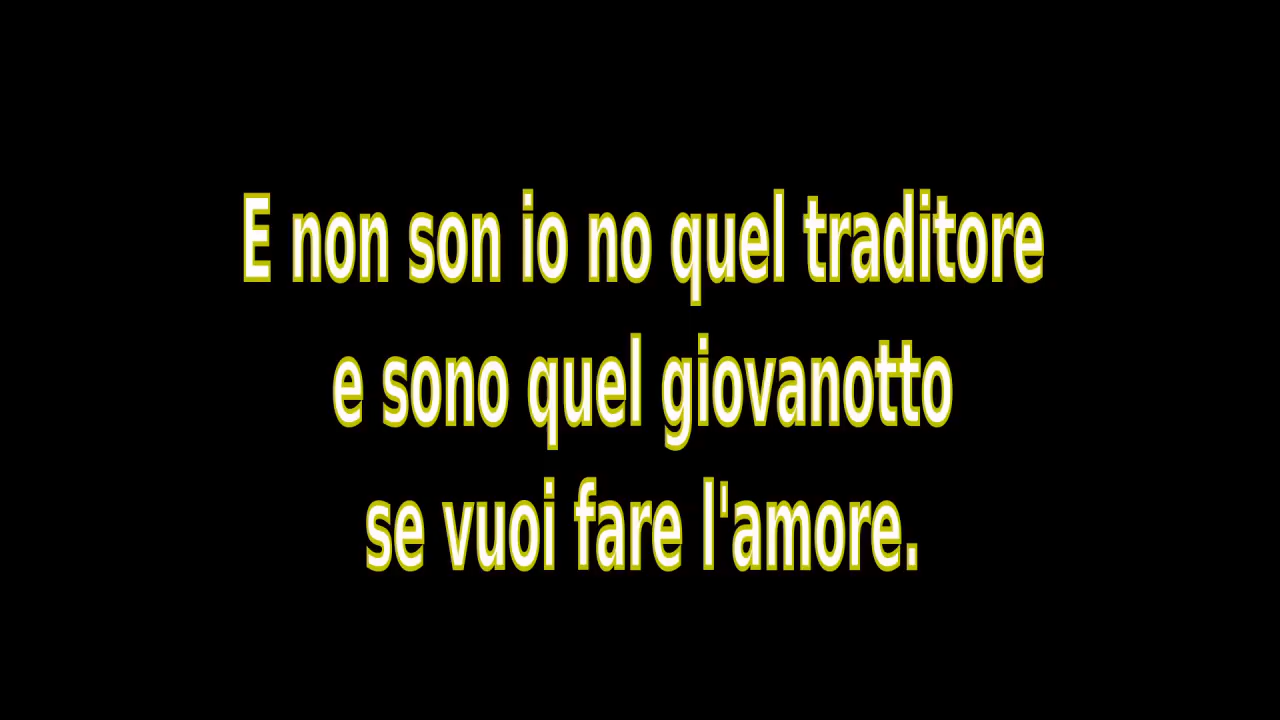 E non son io no quel traditore
e sono quel giovanotto
se vuoi fare l'amore.